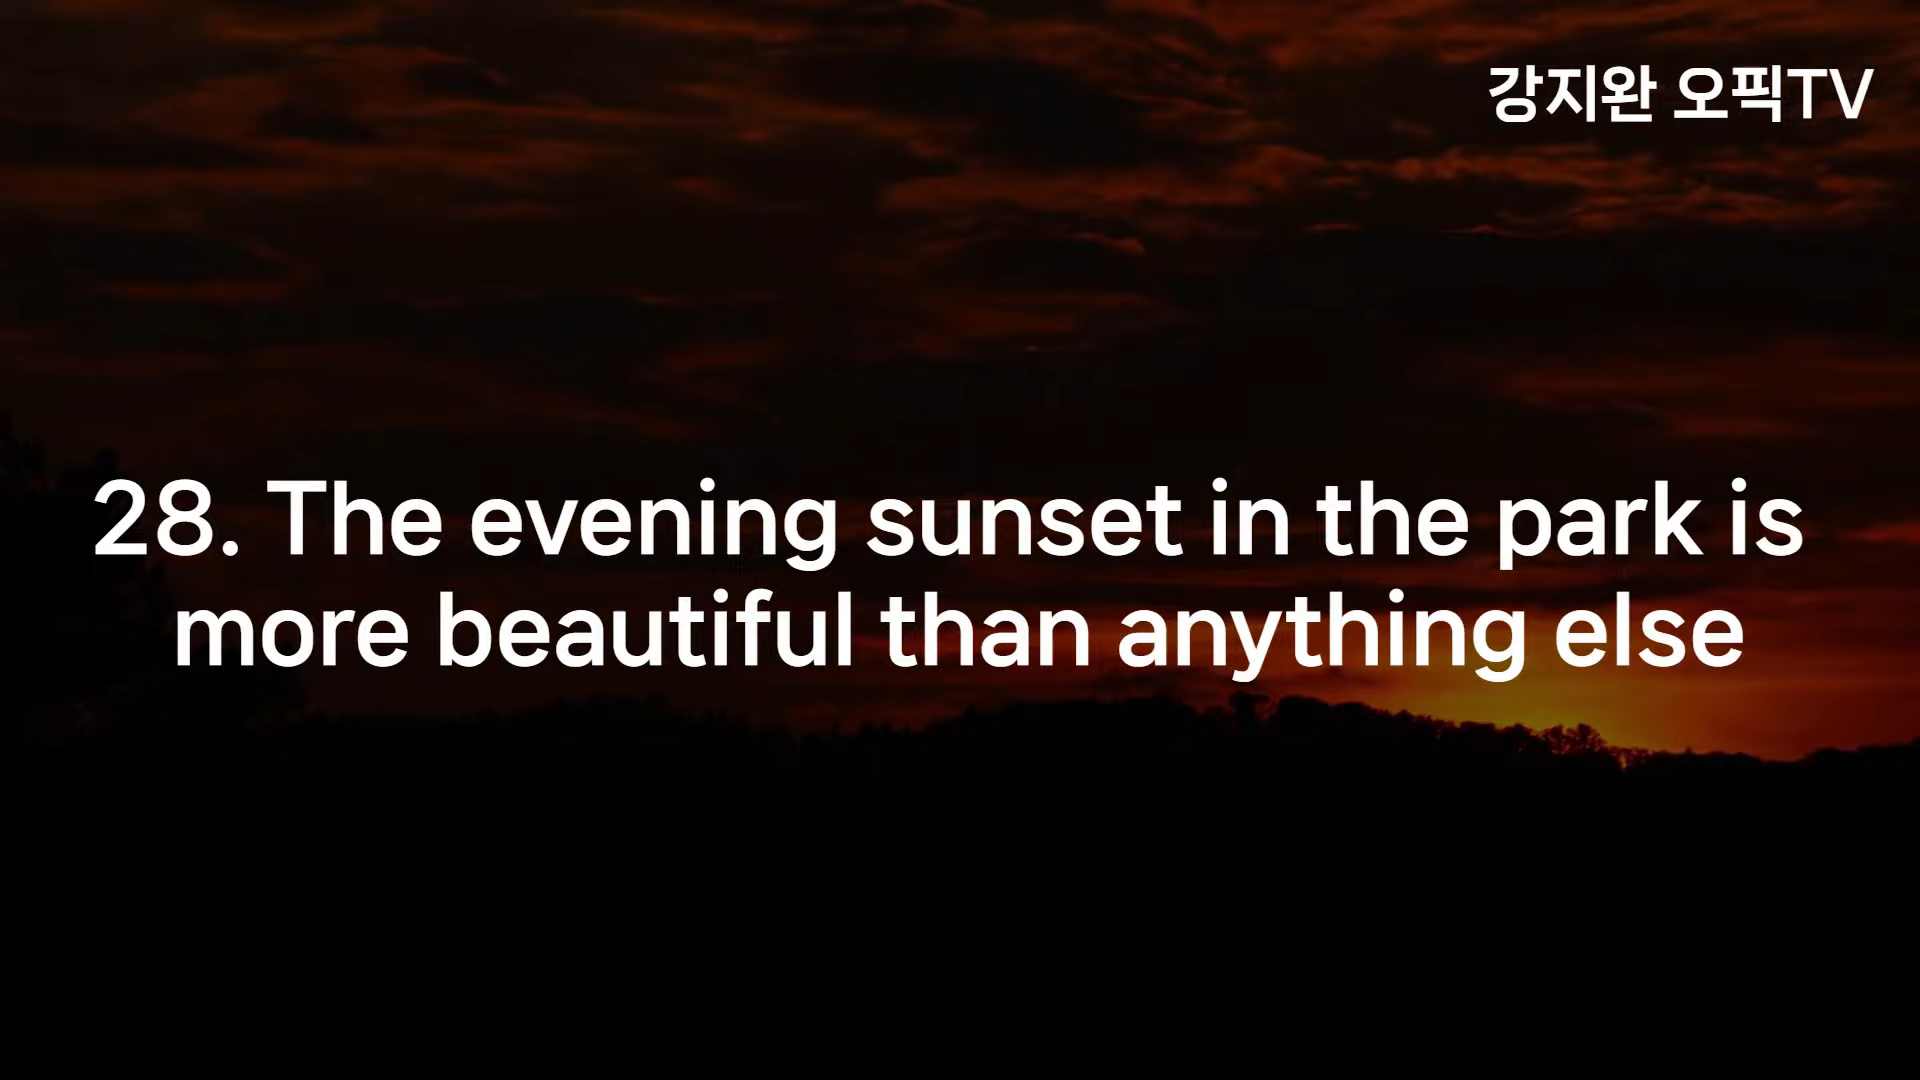 강지완 오픽TV
28. The evening sunset in the park is
more beautiful than anything else